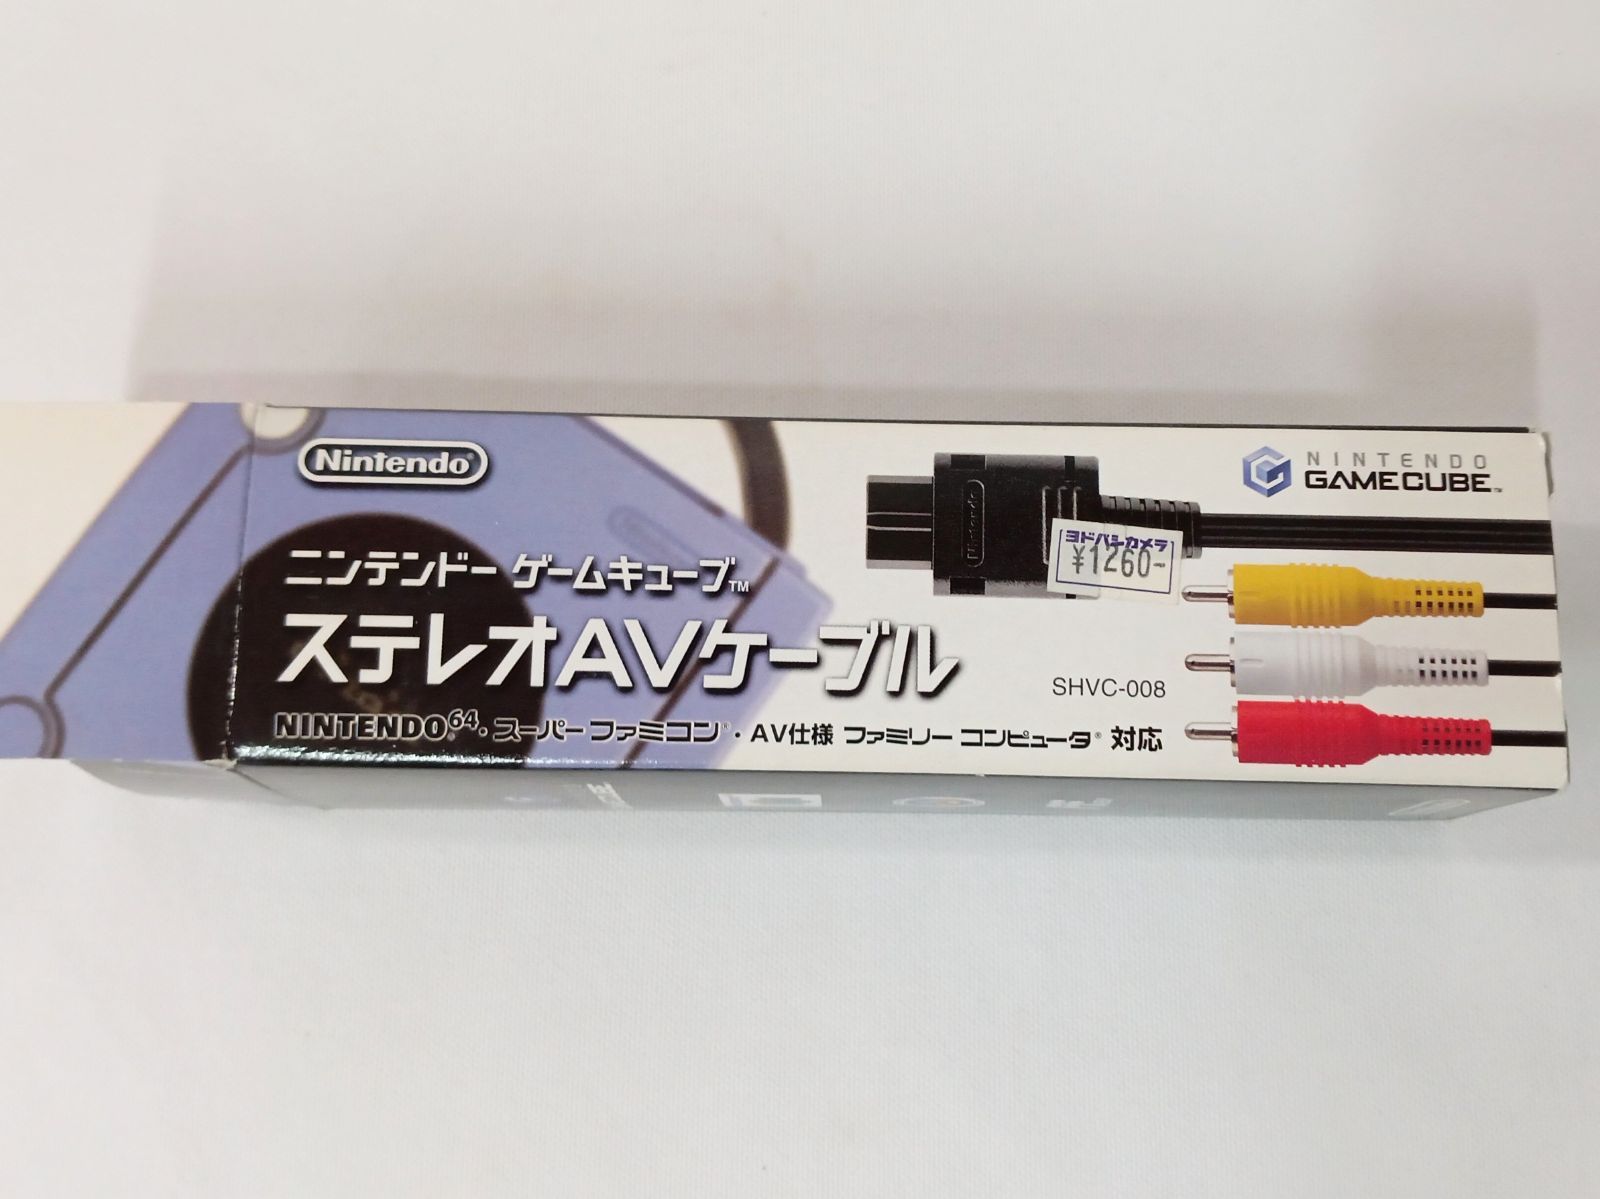 Nintendo
ニンテンドー ゲームキューブ™
ステレオAVケーブル
NINTENDO64・スーパー ファミコン®・AV仕様 ファミリー コンピュータ® 対応
SHVC-008
Nintendo
ヨドバシカメラ
¥1260-
NINTENDO
GAMECUBE™